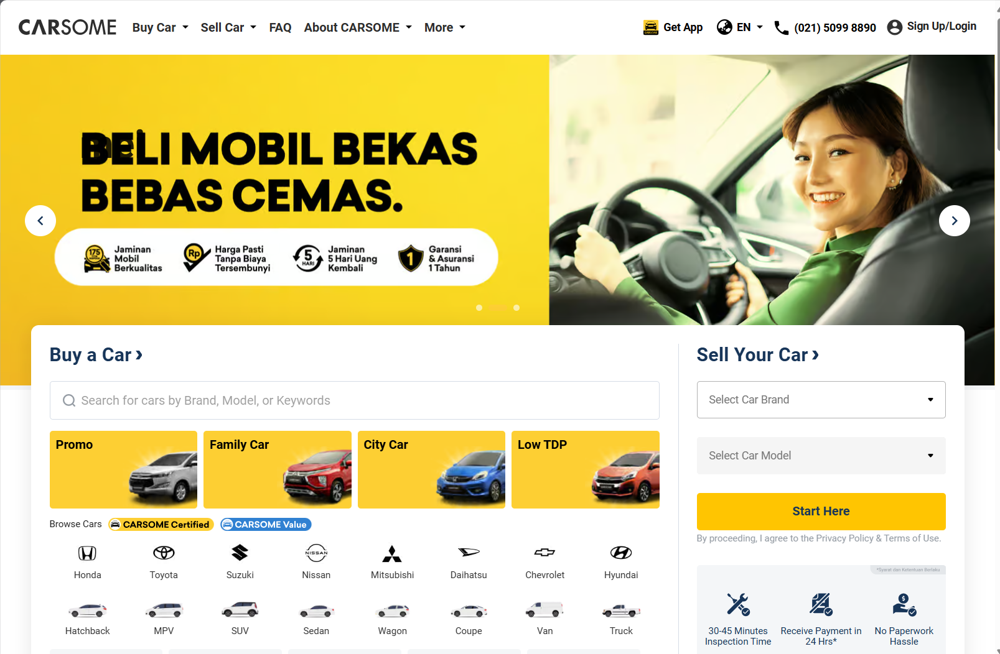 CARSOME
Buy Car
Sell Car
FAQ
About CARSOME
More
Get App
EN
(021) 5099 8890
Sign Up/Login
BELI MOBIL BEKAS
BEBAS CEMAS.
175
Jaminan
Mobil
Berkualitas
Rp
Harga Pasti
Tanpa Biaya
Tersembunyi
5
HARI
Jaminan
5 Hari Uang
Kembali
1
Garansi
& Asuransi
1 Tahun
Buy a Car
Search for cars by Brand, Model, or Keywords
Promo
Family Car
City Car
Low TDP
Browse Cars
CARSOME Certified
CARSOME Value
NISSAN
Honda
Toyota
Suzuki
Nissan
Mitsubishi
Daihatsu
Chevrolet
Hyundai
Hatchback
MPV
SUV
Sedan
Wagon
Coupe
Van
Truck
Sell Your Car
Select Car Brand
Select Car Model
Start Here
By proceeding, I agree to the Privacy Policy & Terms of Use.
*Syarat dan Ketentuan Berlaku
30-45 Minutes
Inspection Time
Receive Payment in
24 Hrs*
No Paperwork
Hassle